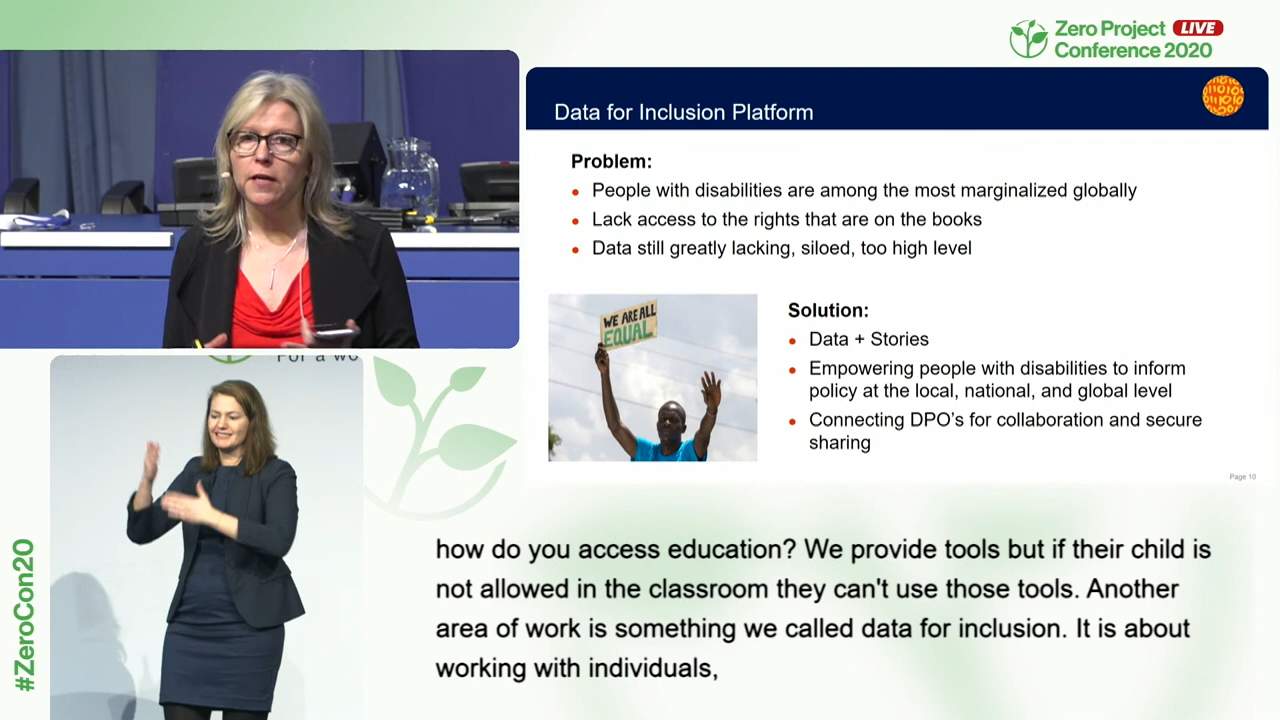 Zero Project LIVE
Conference 2020
Data for Inclusion Platform
Problem:
• People with disabilities are among the most marginalized globally
• Lack access to the rights that are on the books
• Data still greatly lacking, siloed, too high level
WE ARE ALL
EQUAL
Solution:
• Data + Stories
• Empowering people with disabilities to inform
policy at the local, national, and global level
• Connecting DPO's for collaboration and secure
sharing
Page 10
For a wo
#ZeroCon20
how do you access education? We provide tools but if their child is
not allowed in the classroom they can't use those tools. Another
area of work is something we called data for inclusion. It is about
working with individuals,